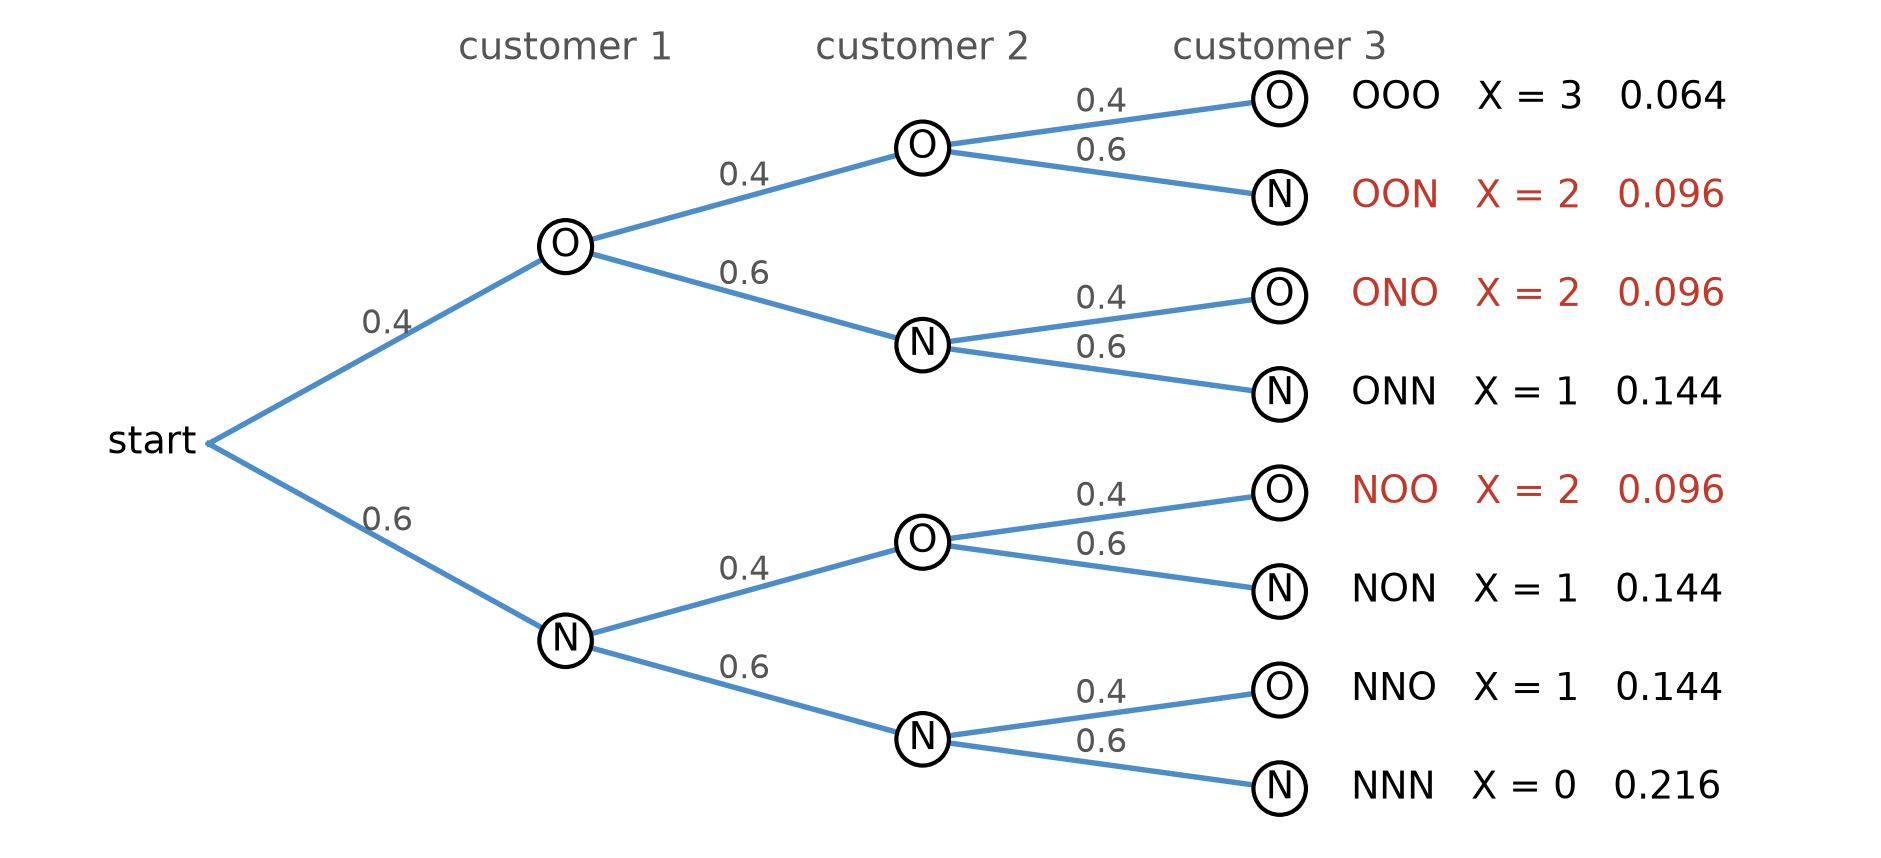 customer 1 customer 2 customer 3
0.4 O OOO X = 3 0.064
O
0.6
0.4 N OON X = 2 0.096
O
0.6 0.4 O ONO X = 2 0.096
0.4 N
0.6
N ONN X = 1 0.144
start
0.4 O NOO X = 2 0.096
0.6 O
0.4 0.6
N NON X = 1 0.144
N
0.6 0.4 O NNO X = 1 0.144
N
0.6
N NNN X = 0 0.216